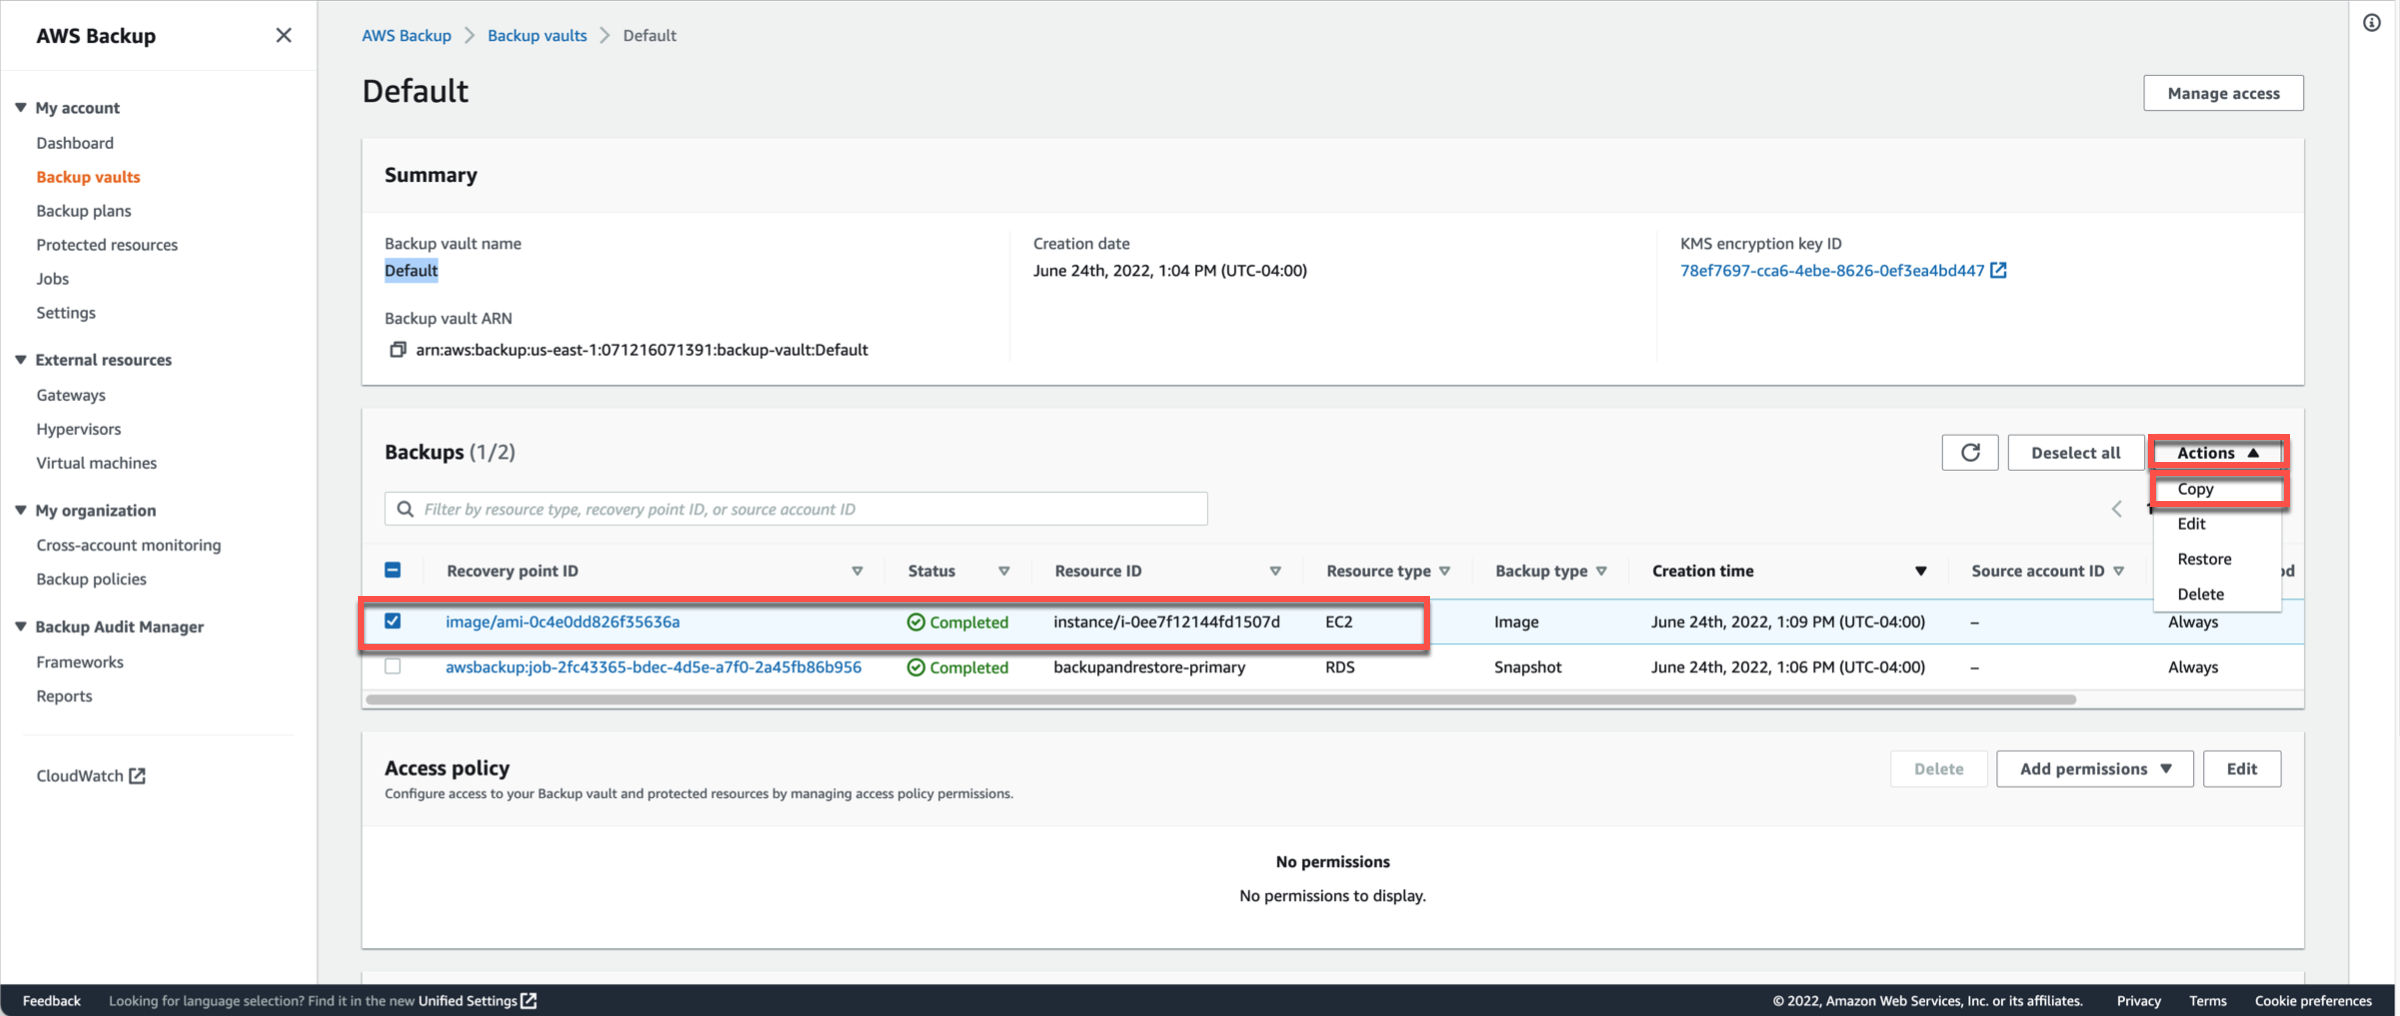 AWS Backup
My account
Dashboard
Backup vaults
Backup plans
Protected resources
Jobs
Settings
External resources
Gateways
Hypervisors
Virtual machines
My organization
Cross-account monitoring
Backup policies
Backup Audit Manager
Frameworks
Reports
CloudWatch
AWS Backup Backup vaults Default
Default
Manage access
Summary
Backup vault name
Default
Backup vault ARN
arn:aws:backup:us-east-1:071216071391:backup-vault:Default
Creation date
June 24th, 2022, 1:04 PM (UTC-04:00)
KMS encryption key ID
78ef7697-cca6-4ebe-8626-0ef3ea4bd447
Backups (1/2)
Deselect all
Actions
Copy
Edit
Restore
Delete
Filter by resource type, recovery point ID, or source account ID
Recovery point ID Status Resource ID Resource type Backup type Creation time Source account ID
image/ami-0c4e0dd826f35636a Completed instance/i-0ee7f12144fd1507d EC2 Image June 24th, 2022, 1:09 PM (UTC-04:00) – Always
awsbackup:job-2fc43365-bdec-4d5e-a7f0-2a45fb86b956 Completed backupandrestore-primary RDS Snapshot June 24th, 2022, 1:06 PM (UTC-04:00) – Always
Access policy
Configure access to your Backup vault and protected resources by managing access policy permissions.
Delete
Add permissions
Edit
No permissions
No permissions to display.
Feedback Looking for language selection? Find it in the new Unified Settings © 2022, Amazon Web Services, Inc. or its affiliates. Privacy Terms Cookie preferences